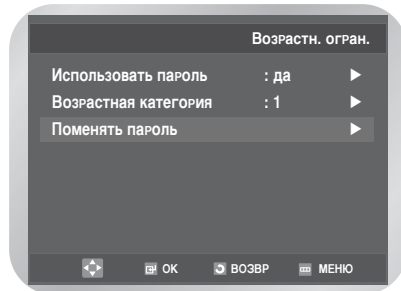 Возрастн. огран.
Использовать пароль : да
Возрастная категория : 1
Поменять пароль
OK ВОЗВР МЕНЮ